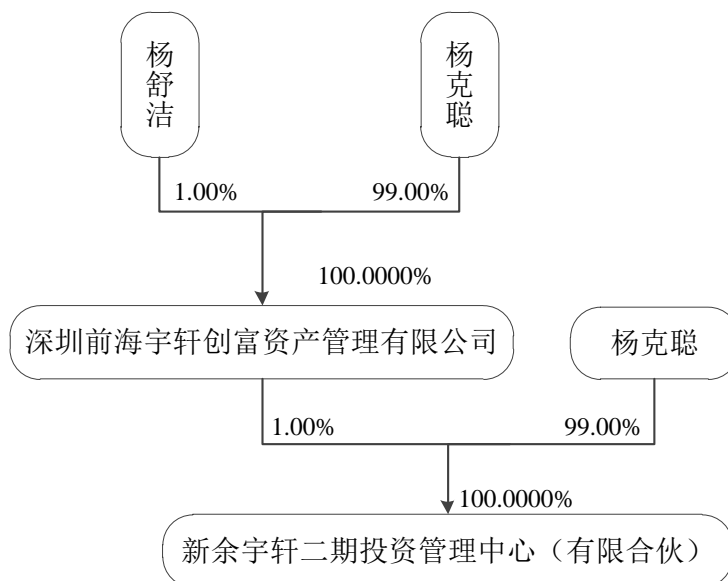 杨舒洁
杨克聪
1.00%
99.00%
100.0000%
深圳前海宇轩创富资产管理有限公司
杨克聪
1.00%
99.00%
100.0000%
新余宇轩二期投资管理中心（有限合伙）